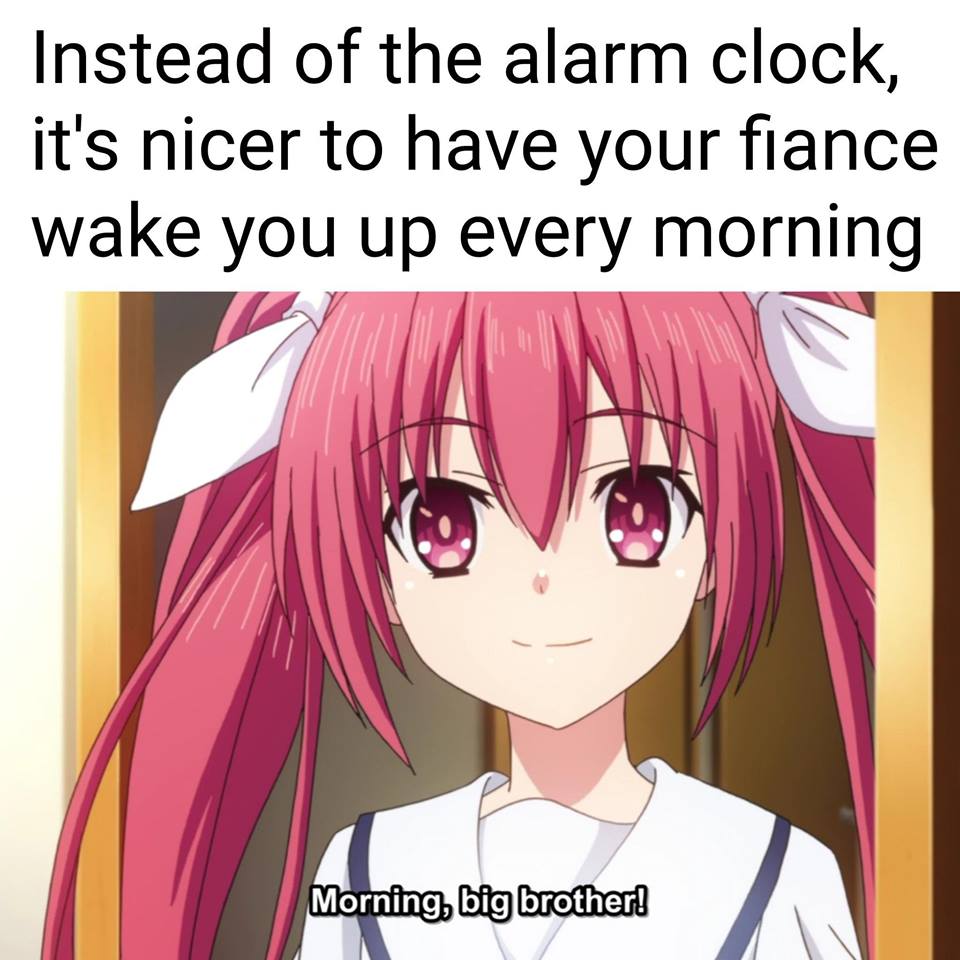 Instead of the alarm clock,
it's nicer to have your fiance
wake you up every morning
Morning, big brother!